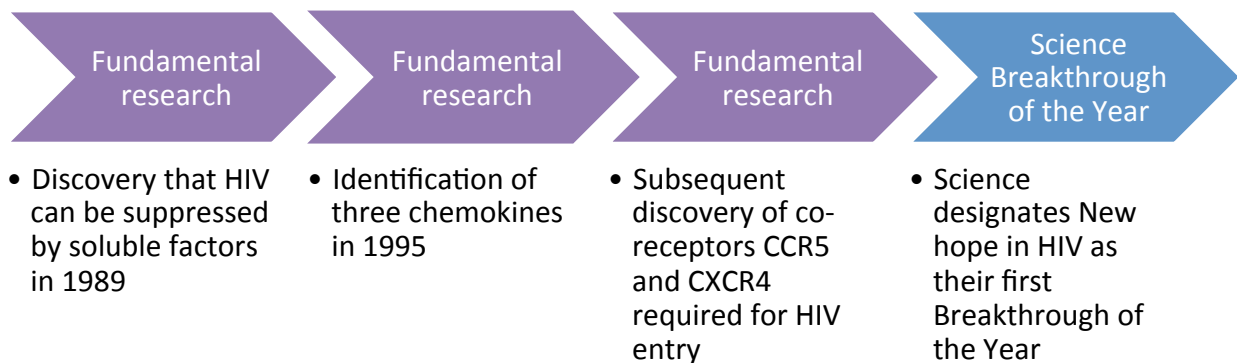 Fundamental
research
Fundamental
research
Fundamental
research
Science
Breakthrough
of the Year
• Discovery that HIV
can be suppressed
by soluble factors
in 1989
• Identification of
three chemokines
in 1995
• Subsequent
discovery of co-
receptors CCR5
and CXCR4
required for HIV
entry
• Science
designates New
hope in HIV as
their first
Breakthrough of
the Year